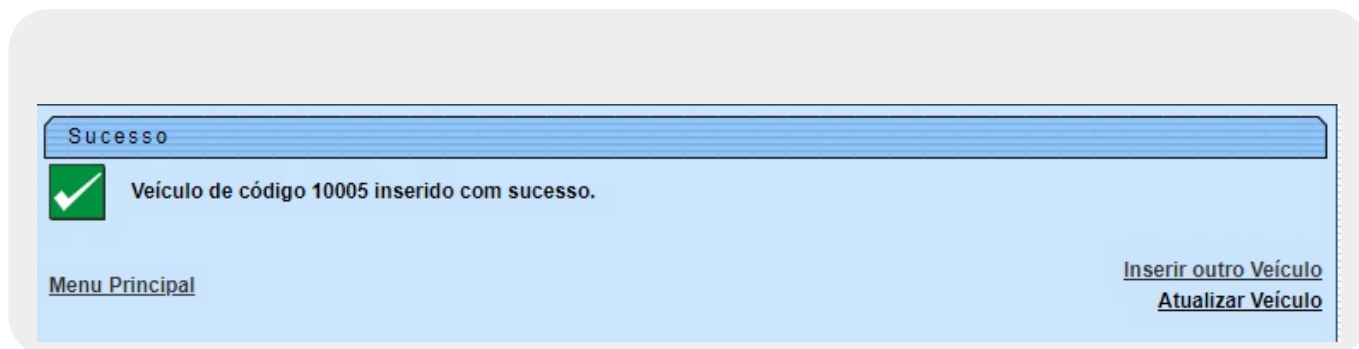 Sucesso
Veículo de código 10005 inserido com sucesso.
Menu Principal
Inserir outro Veículo
Atualizar Veículo